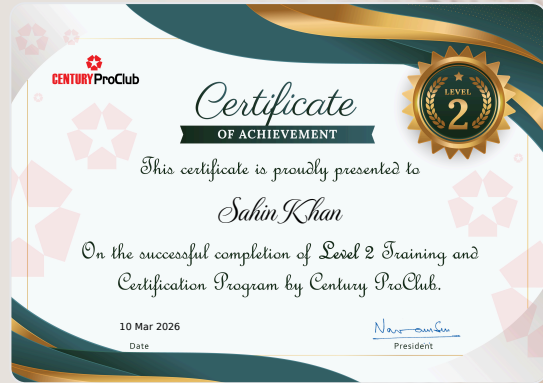 CENTURY ProClub
LEVEL
2
Certificate
OF ACHIEVEMENT
This certificate is proudly presented to
Sahin Khan
On the successful completion of Level 2 Training and
Certification Program by Century ProClub.
10 Mar 2026
Date
President